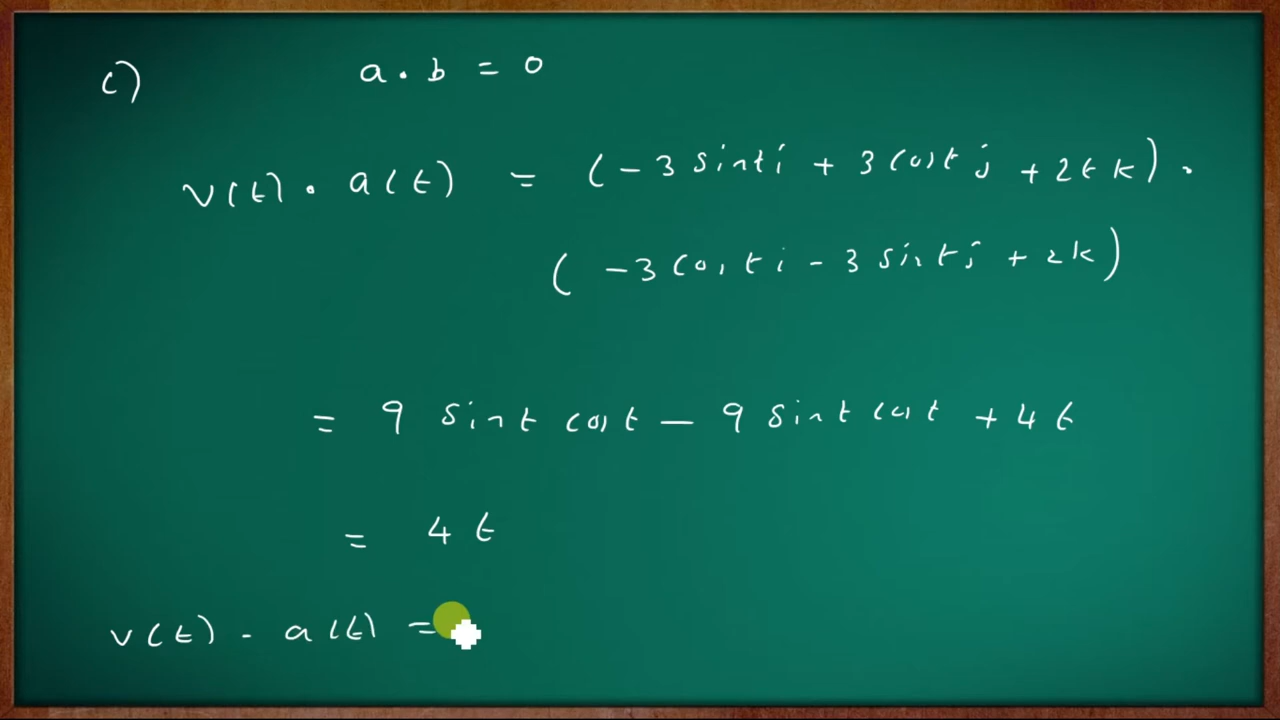 c) a . b = 0
v(t) . a(t) = (-3 sint i + 3 cost j + 2t k) .
(-3 cost i - 3 sint j + 2k)
= 9 sint cost - 9 sint cost + 4t
= 4t
v(t) . a(t) =